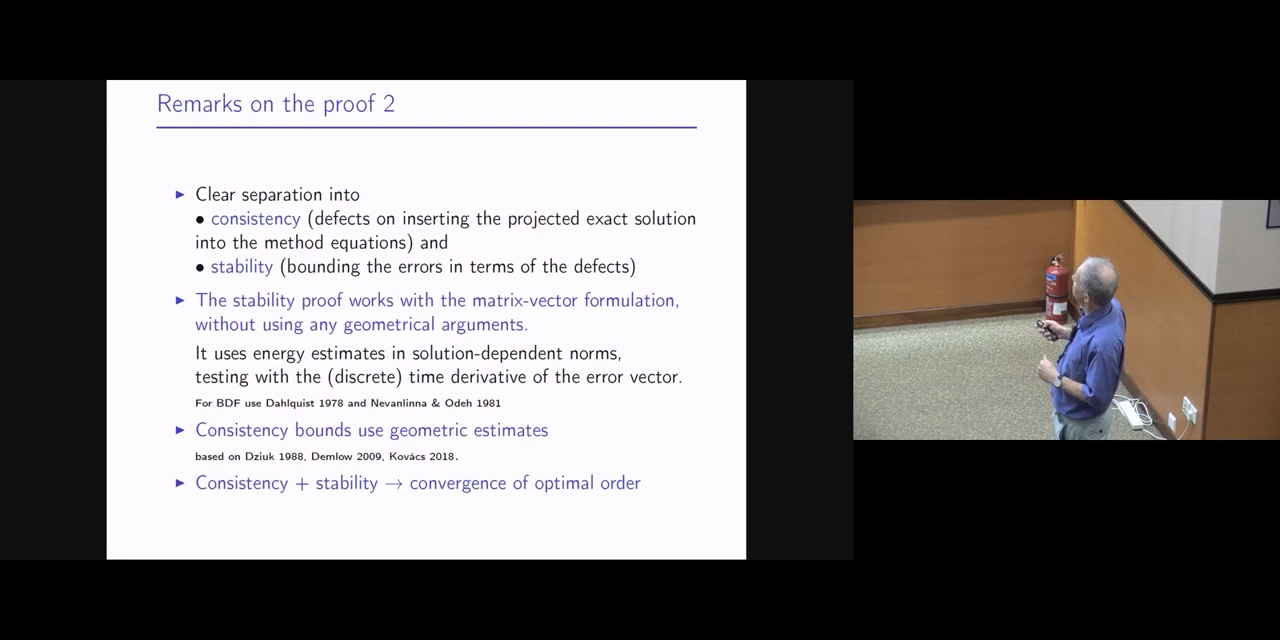 Remarks on the proof 2
▶ Clear separation into
• consistency (defects on inserting the projected exact solution
into the method equations) and
• stability (bounding the errors in terms of the defects)
▶ The stability proof works with the matrix-vector formulation,
without using any geometrical arguments.
It uses energy estimates in solution-dependent norms,
testing with the (discrete) time derivative of the error vector.
For BDF use Dahlquist 1978 and Nevanlinna & Odeh 1981
▶ Consistency bounds use geometric estimates
based on Dziuk 1988, Demlow 2009, Kovács 2018.
▶ Consistency + stability → convergence of optimal order